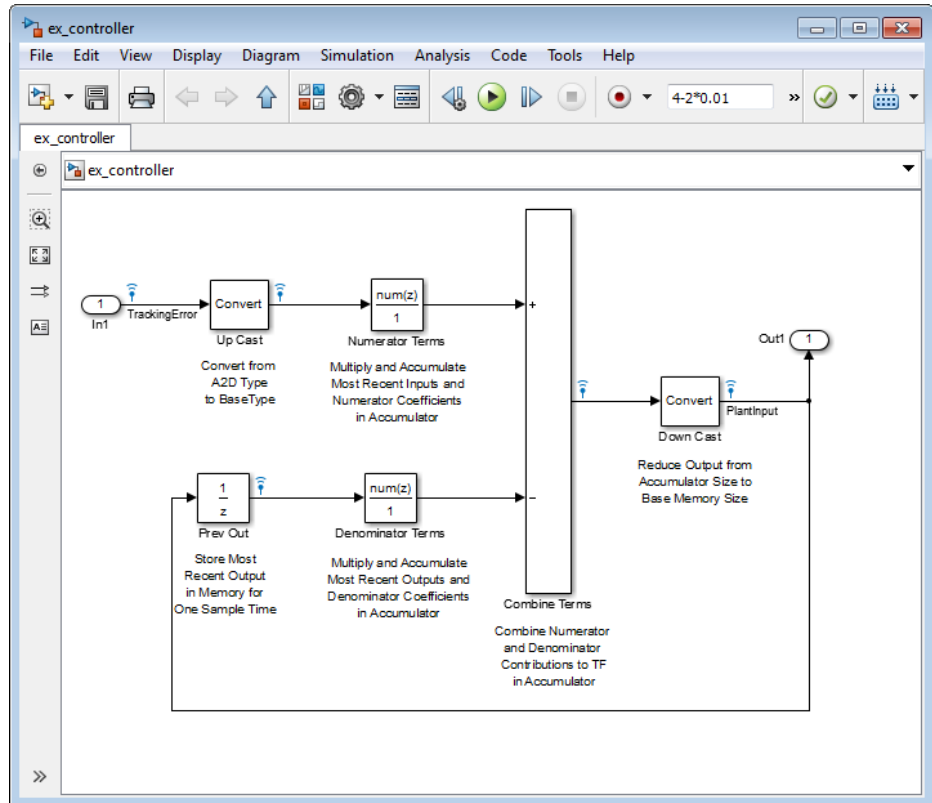 ex_controller
File Edit View Display Diagram Simulation Analysis Code Tools Help
4-2*0.01 »
ex_controller
ex_controller
1
In1
TrackingError
Convert
Up Cast
Convert from
A2D Type
to BaseType
num(z)
1
Numerator Terms
Multiply and Accumulate
Most Recent Inputs and
Numerator Coefficients
in Accumulator
+
Out1
1
Convert
PlantInput
Down Cast
Reduce Output from
Accumulator Size to
Base Memory Size
1
z
Prev Out
Store Most
Recent Output
in Memory for
One Sample Time
num(z)
1
Denominator Terms
Multiply and Accumulate
Most Recent Outputs and
Denominator Coefficients
in Accumulator
−
Combine Terms
Combine Numerator
and Denominator
Contributions to TF
in Accumulator
»